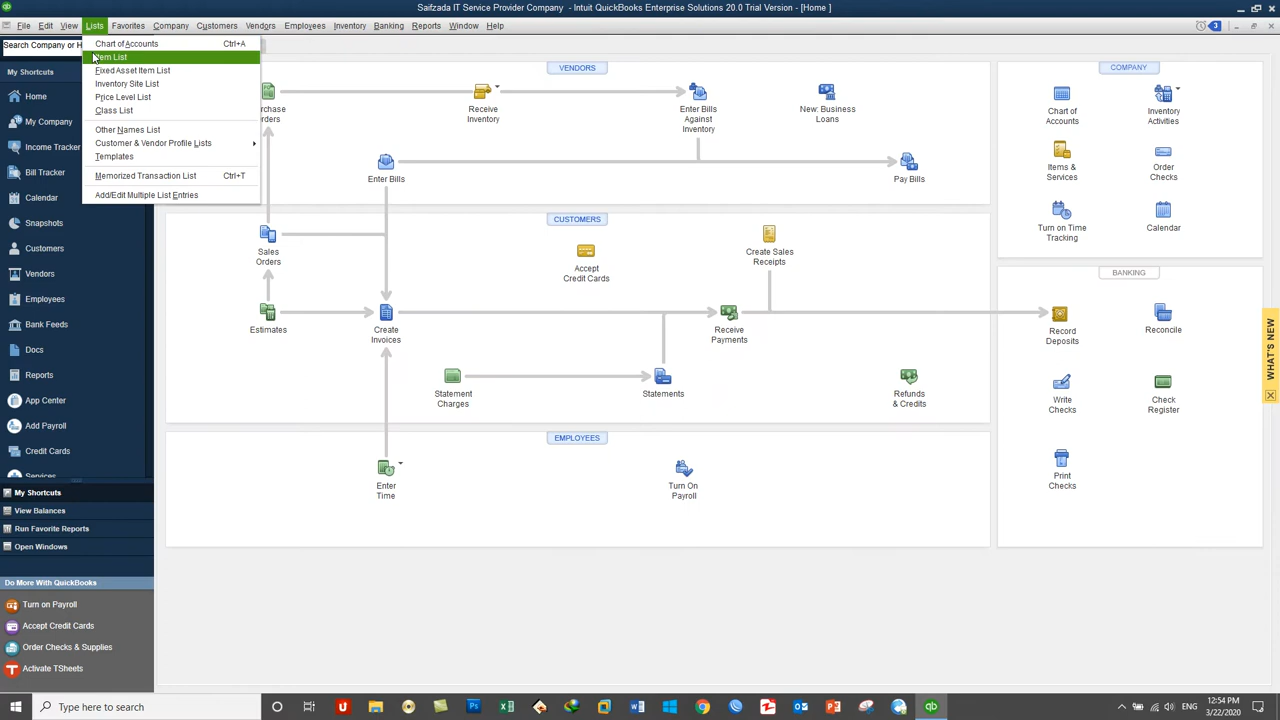 Saifzada IT Service Provider Company - Intuit QuickBooks Enterprise Solutions 20.0 Trial Version -
File Edit View Lists Favorites Company Customers Vendors Employees Inventory Banking Reports Window Help
3
Search Company or H
Chart of Accounts Ctrl+A
Item List
Fixed Asset Item List
Inventory Site List
Price Level List
Class List
Other Names List
Customer & Vendor Profile Lists
Templates
Memorized Transaction List Ctrl+T
Add/Edit Multiple List Entries
My Shortcuts
Home
My Company
Income Tracker
Bill Tracker
Calendar
Snapshots
Customers
Vendors
Employees
Bank Feeds
Docs
Reports
App Center
Add Payroll
Credit Cards
Services
My Shortcuts
View Balances
Run Favorite Reports
Open Windows
Do More With QuickBooks
Turn on Payroll
Accept Credit Cards
Order Checks & Supplies
Activate TSheets
VENDORS
Receive
Inventory
Enter Bills
Against
Inventory
New: Business
Loans
Enter Bills
Pay Bills
CUSTOMERS
Sales
Orders
Accept
Credit Cards
Create Sales
Receipts
Estimates
Create
Invoices
Receive
Payments
Statement
Charges
Statements
Refunds
& Credits
EMPLOYEES
Enter
Time
Turn On
Payroll
COMPANY
Chart of
Accounts
Inventory
Activities
Items &
Services
Order
Checks
Turn on Time
Tracking
Calendar
BANKING
Record
Deposits
Reconcile
Write
Checks
Check
Register
Print
Checks
WHAT'S NEW
Type here to search
12:54 PM
3/22/2020